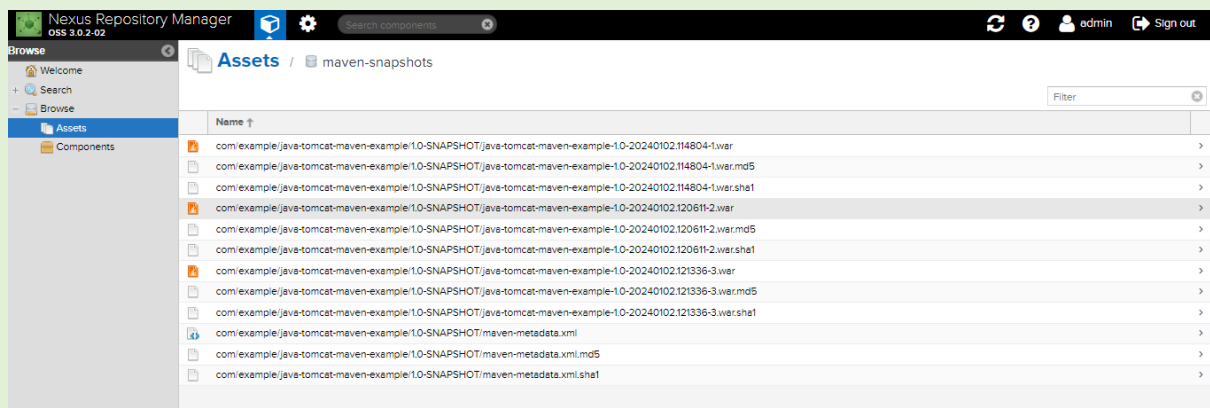 Nexus Repository Manager
OSS 3.0.2-02
Search components
admin
Sign out
Browse
Welcome
Search
Browse
Assets
Components
Assets / maven-snapshots
Filter
Name
com/example/java-tomcat-maven-example/1.0-SNAPSHOT/java-tomcat-maven-example-1.0-20240102.114804-1.war
com/example/java-tomcat-maven-example/1.0-SNAPSHOT/java-tomcat-maven-example-1.0-20240102.114804-1.war.md5
com/example/java-tomcat-maven-example/1.0-SNAPSHOT/java-tomcat-maven-example-1.0-20240102.114804-1.war.sha1
com/example/java-tomcat-maven-example/1.0-SNAPSHOT/java-tomcat-maven-example-1.0-20240102.120611-2.war
com/example/java-tomcat-maven-example/1.0-SNAPSHOT/java-tomcat-maven-example-1.0-20240102.120611-2.war.md5
com/example/java-tomcat-maven-example/1.0-SNAPSHOT/java-tomcat-maven-example-1.0-20240102.120611-2.war.sha1
com/example/java-tomcat-maven-example/1.0-SNAPSHOT/java-tomcat-maven-example-1.0-20240102.121336-3.war
com/example/java-tomcat-maven-example/1.0-SNAPSHOT/java-tomcat-maven-example-1.0-20240102.121336-3.war.md5
com/example/java-tomcat-maven-example/1.0-SNAPSHOT/java-tomcat-maven-example-1.0-20240102.121336-3.war.sha1
com/example/java-tomcat-maven-example/1.0-SNAPSHOT/maven-metadata.xml
com/example/java-tomcat-maven-example/1.0-SNAPSHOT/maven-metadata.xml.md5
com/example/java-tomcat-maven-example/1.0-SNAPSHOT/maven-metadata.xml.sha1